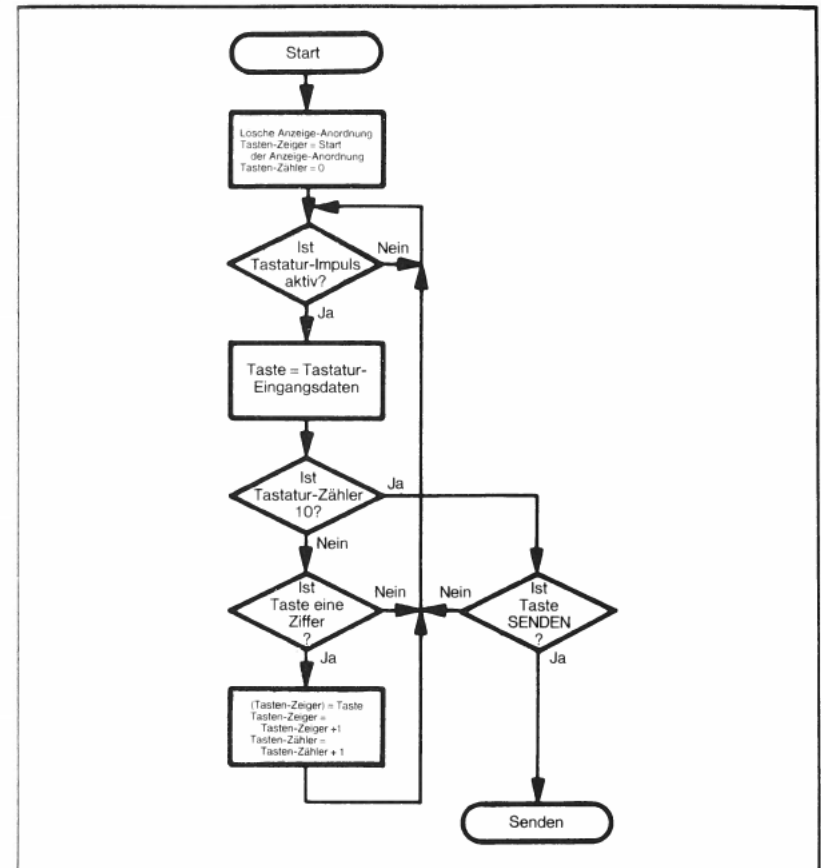 Start
Losche Anzeige-Anordnung
Tasten-Zeiger = Start
der Anzeige-Anordnung
Tasten-Zähler = 0
Ist
Tastatur-Impuls
aktiv?
Nein
Ja
Taste = Tastatur-
Eingangsdaten
Ist
Tastatur-Zähler
10?
Ja
Nein
Ist
Taste eine
Ziffer
?
Nein
Ja
Nein
Ist
Taste
SENDEN
?
Ja
(Tasten-Zeiger) = Taste
Tasten-Zeiger =
Tasten-Zeiger +1
Tasten-Zähler =
Tasten-Zähler + 1
Senden